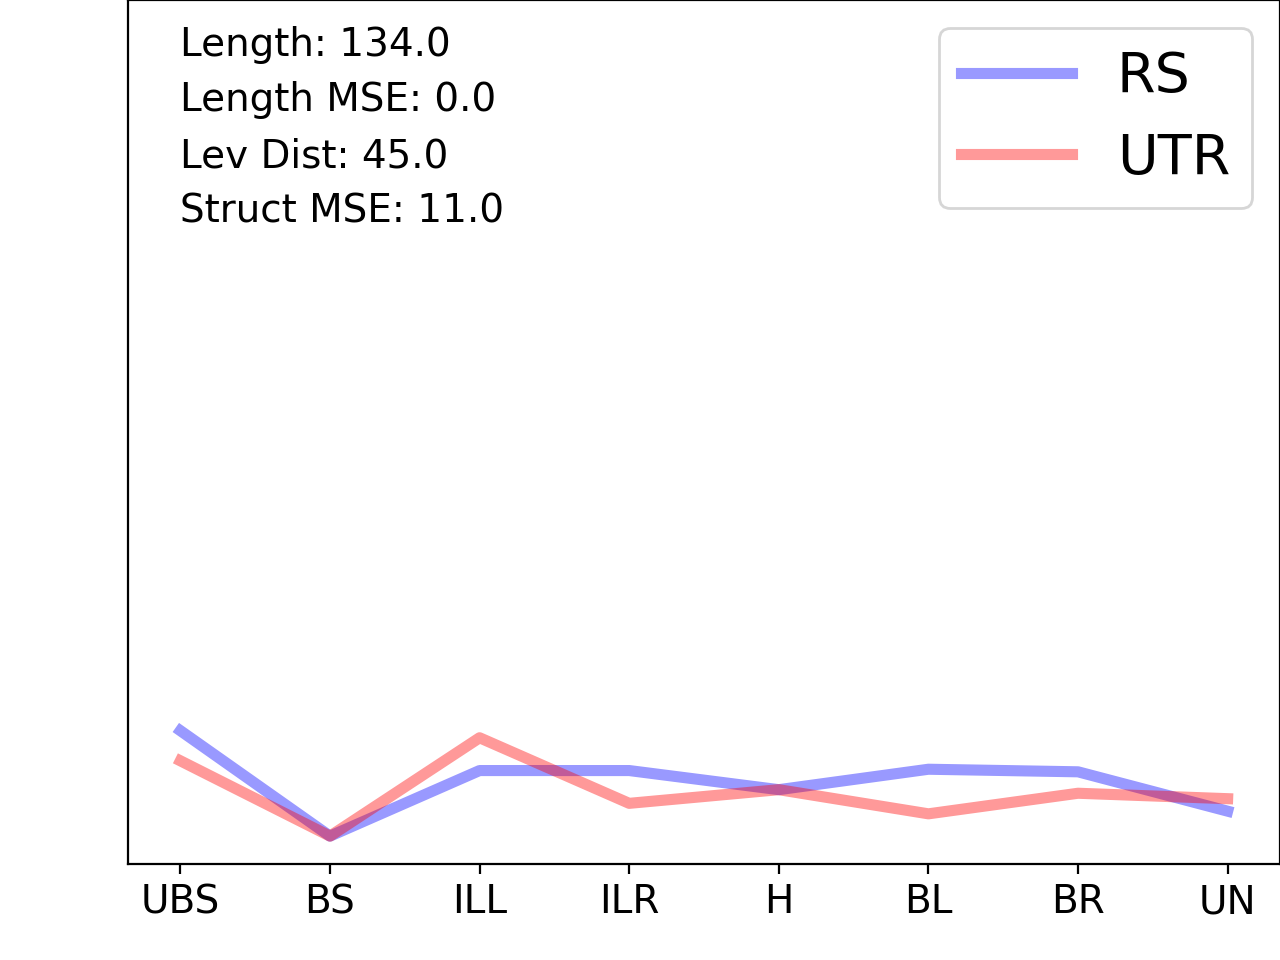 Length: 134.0
Length MSE: 0.0
Lev Dist: 45.0
Struct MSE: 11.0
RS
UTR
UBS BS ILL ILR H BL BR UN